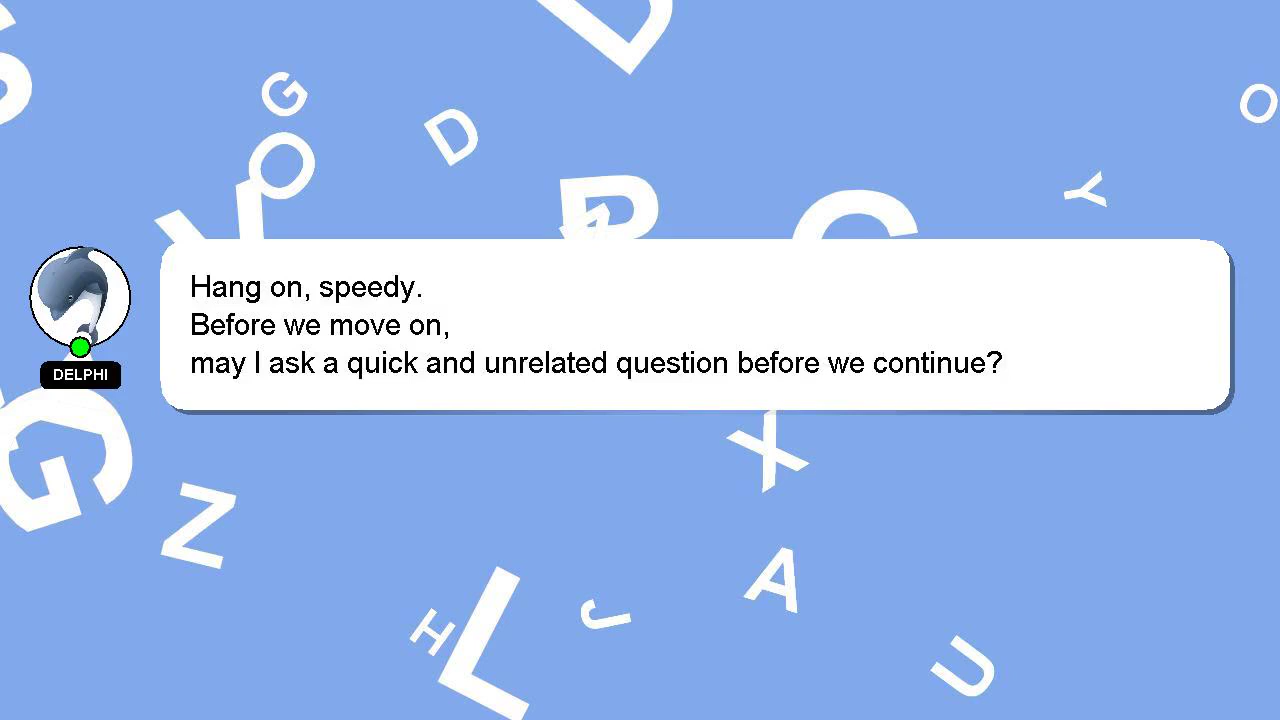 S
D
G
D
O
O
Y
V
R
Z
C
Hang on, speedy.
Before we move on,
may I ask a quick and unrelated question before we continue?
DELPHI
G
X
Z
A
L
H
J
U